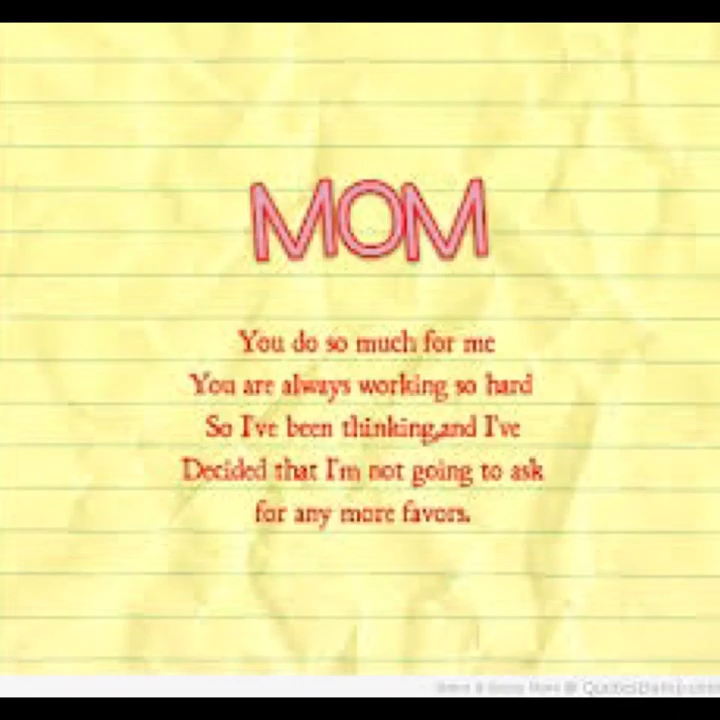 MOM
You do so much for me
You are always working so hard
So I've been thinking,and I've
Decided that I'm not going to ask
for any more favors.